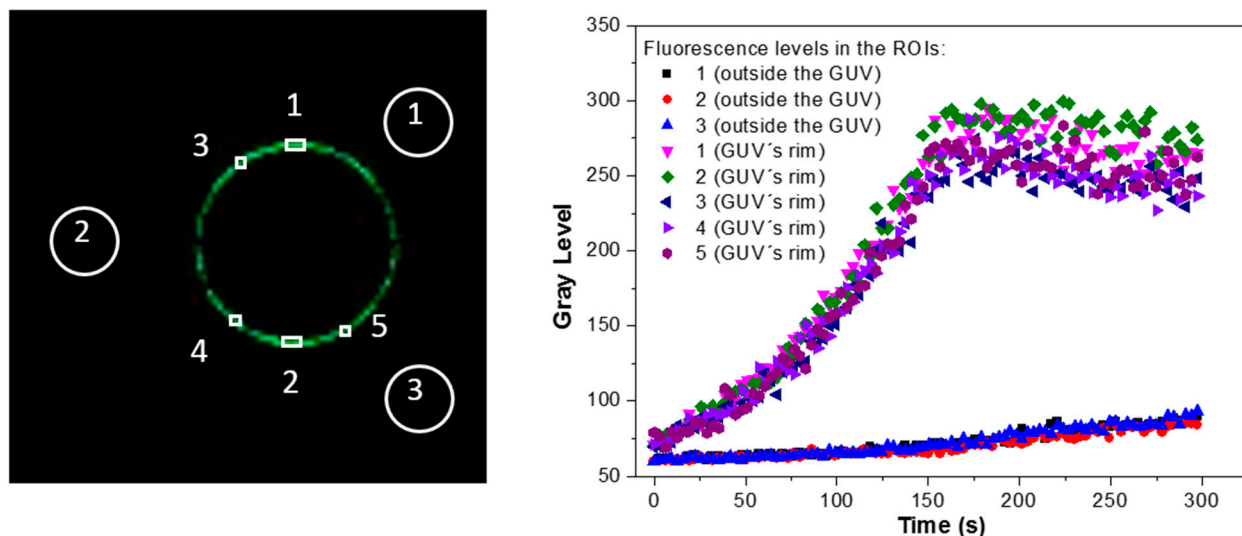 1
1
3
2
4
5
2
3
350
300
250
200
150
100
50
Gray Level
Fluorescence levels in the ROIs:
1 (outside the GUV)
2 (outside the GUV)
3 (outside the GUV)
1 (GUV´s rim)
2 (GUV´s rim)
3 (GUV´s rim)
4 (GUV´s rim)
5 (GUV´s rim)
0 50 100 150 200 250 300
Time (s)